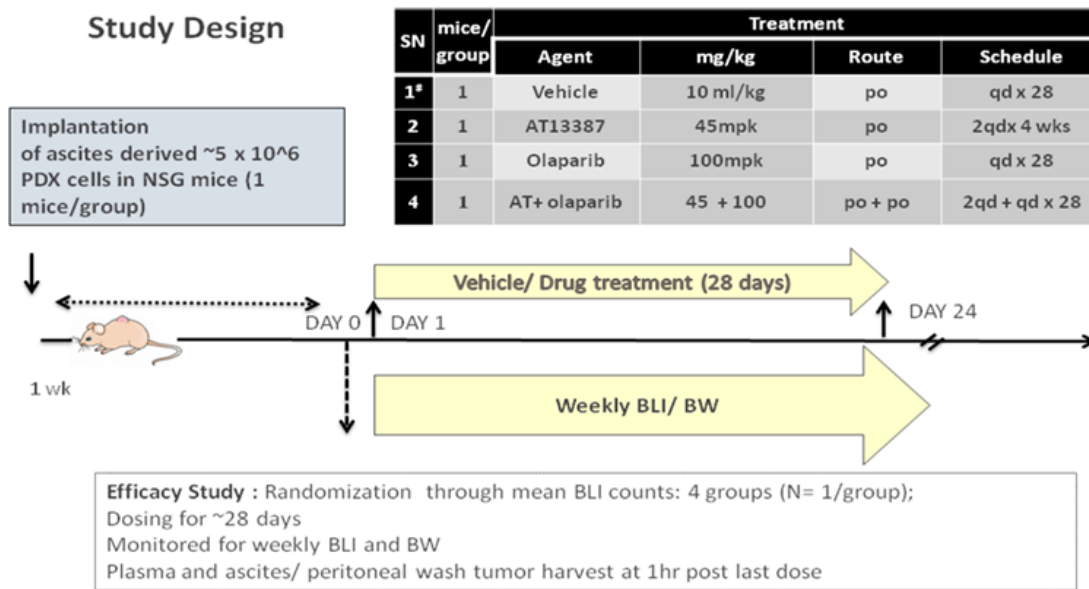 Study Design
SN mice/ group Treatment
Agent mg/kg Route Schedule
1# 1 Vehicle 10 ml/kg po qd x 28
2 1 AT13387 45mpk po 2qdx 4 wks
3 1 Olaparib 100mpk po qd x 28
4 1 AT+ olaparib 45 + 100 po + po 2qd + qd x 28
Implantation
of ascites derived ~5 x 10^6
PDX cells in NSG mice (1
mice/group)
Vehicle/ Drug treatment (28 days)
DAY 0 DAY 1 DAY 24
1 wk
Weekly BLI/ BW
Efficacy Study : Randomization through mean BLI counts: 4 groups (N= 1/group);
Dosing for ~28 days
Monitored for weekly BLI and BW
Plasma and ascites/ peritoneal wash tumor harvest at 1hr post last dose